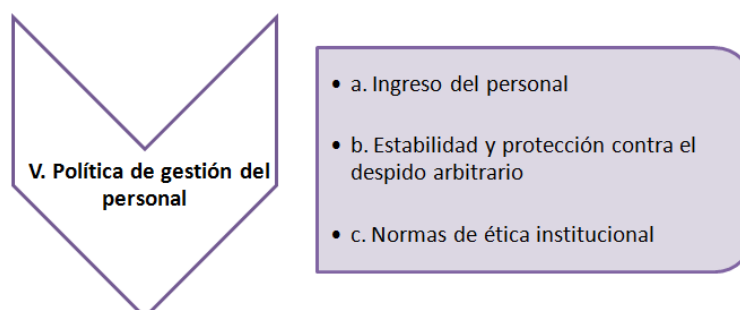 V. Política de gestión del
personal
• a. Ingreso del personal
• b. Estabilidad y protección contra el
despido arbitrario
• c. Normas de ética institucional